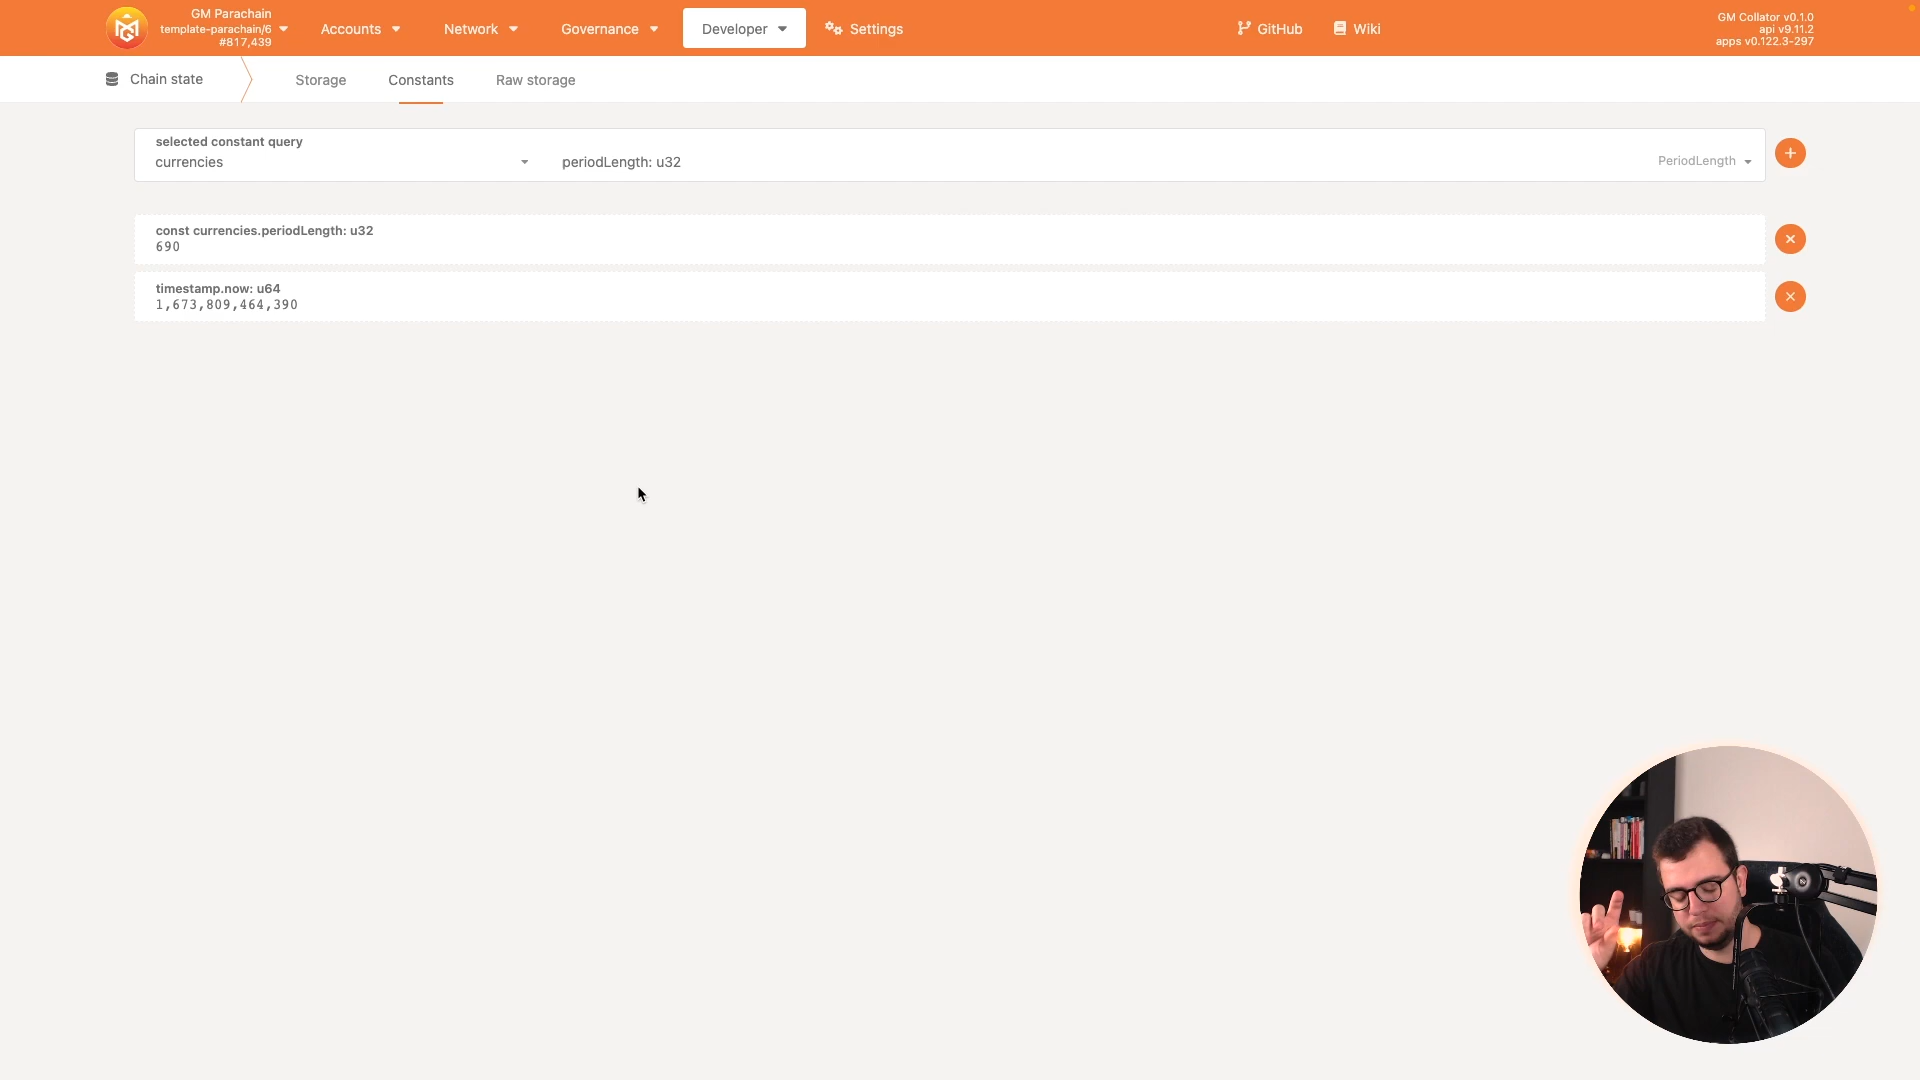 GM Parachain
template-parachain/6
#817,439
Accounts
Network
Governance
Developer
Settings
GitHub
Wiki
GM Collator v0.1.0
api v9.11.2
apps v0.122.3-297
Chain state
Storage
Constants
Raw storage
selected constant query
currencies
periodLength: u32
PeriodLength
const currencies.periodLength: u32
690
timestamp.now: u64
1,673,809,464,390